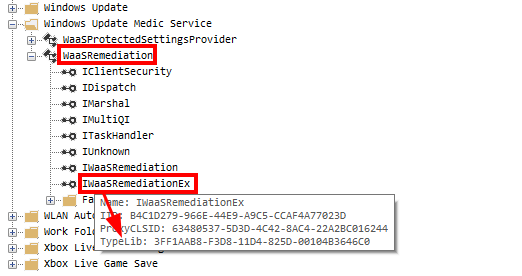 Windows Update
Windows Update Medic Service
WaaSProtectedSettingsProvider
WaaSRemediation
IClientSecurity
IDispatch
IMarshal
IMultiQI
ITaskHandler
IUnknown
IWaaSRemediation
IWaaSRemediationEx
Fa
Name: IWaaSRemediationEx
WLAN Auto
IID: B4C1D279-966E-44E9-A9C5-CCAF4A77023D
Work Fold
ProxyCLSID: 63480537-5D3D-4C42-8AC4-22A2BC016244
Xbox Live
TypeLib: 3FF1AAB8-F3D8-11D4-825D-00104B3646C0
Xbox Live Game Save